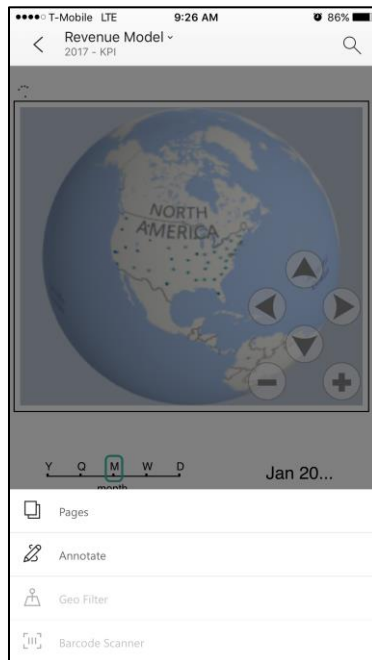 T-Mobile LTE 9:26 AM 86%
Revenue Model
2017 - KPI
NORTH
AMERICA
Y Q M W D
month
Jan 20...
Pages
Annotate
Geo Filter
Barcode Scanner